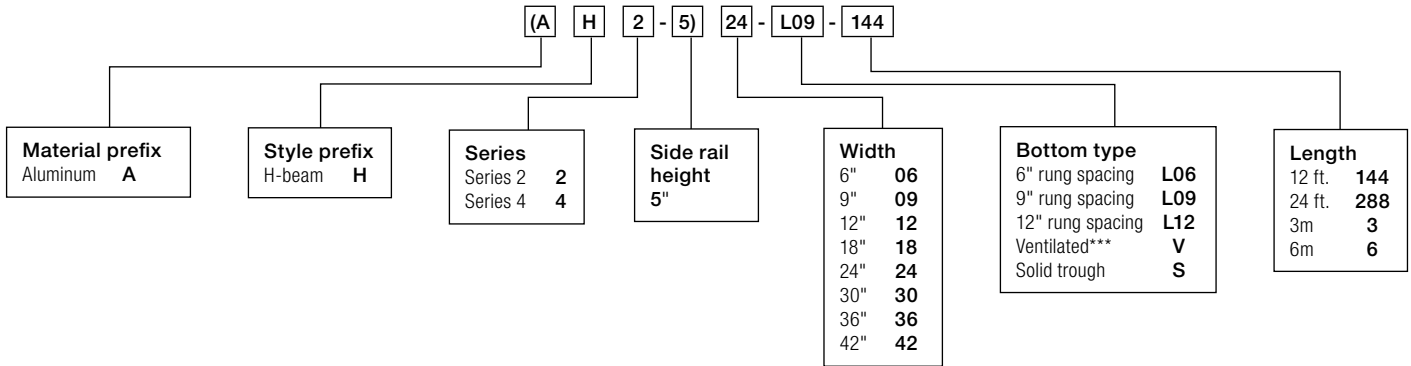 (A H 2 - 5) 24 - L09 - 144
Material prefix
Aluminum A
Style prefix
H-beam H
Series
Series 2 2
Series 4 4
Side rail
height
5"
Width
6" 06
9" 09
12" 12
18" 18
24" 24
30" 30
36" 36
42" 42
Bottom type
6" rung spacing L06
9" rung spacing L09
12" rung spacing L12
Ventilated*** V
Solid trough S
Length
12 ft. 144
24 ft. 288
3m 3
6m 6